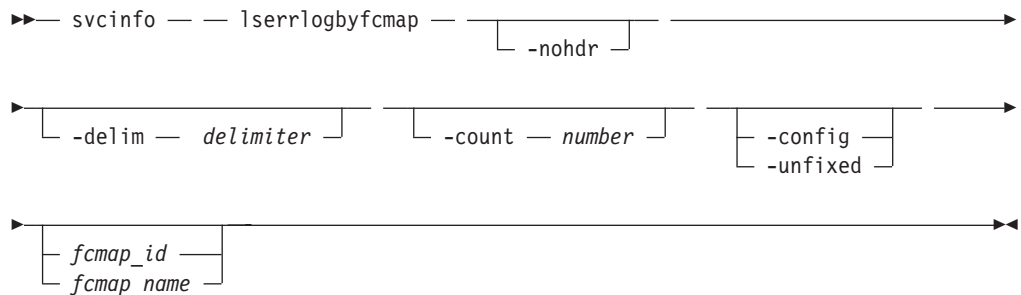 svcinfo lserrlogbyfcmap
-nohdr
-delim delimiter -count number -config
-unfixed
fcmap_id
fcmap name